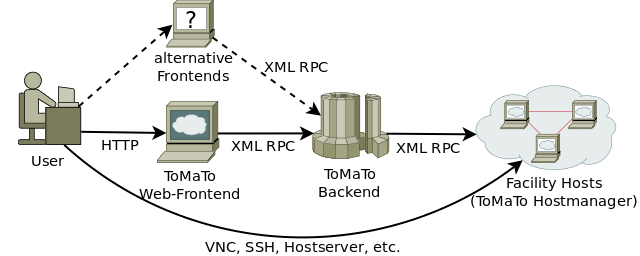 ?
alternative
Frontends
XML RPC
HTTP
XML RPC
XML RPC
User
ToMaTo
Web-Frontend
ToMaTo
Backend
Facility Hosts
(ToMaTo Hostmanager)
VNC, SSH, Hostserver, etc.